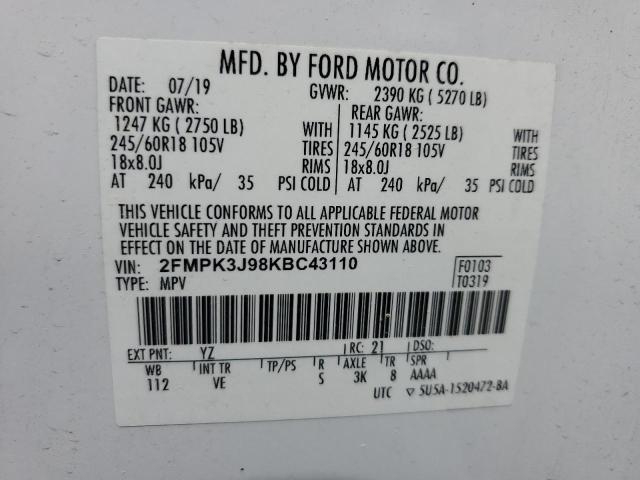 MFD. BY FORD MOTOR CO.
DATE: 07/19 GVWR: 2390 KG ( 5270 LB)
FRONT GAWR: REAR GAWR:
1247 KG ( 2750 LB) WITH 1145 KG ( 2525 LB) WITH
245/60R18 105V TIRES 245/60R18 105V TIRES
18x8.0J RIMS 18x8.0J RIMS
AT 240 kPa/ 35 PSI COLD AT 240 kPa/ 35 PSI COLD
THIS VEHICLE CONFORMS TO ALL APPLICABLE FEDERAL MOTOR
VEHICLE SAFETY AND THEFT PREVENTION STANDARDS IN
EFFECT ON THE DATE OF MANUFACTURE SHOWN ABOVE.
VIN: 2FMPK3J98KBC43110 F0103
TYPE: MPV T0319
EXT PNT: YZ RC: 21 DSO:
WB INT TR TP/PS R AXLE TR SPR
112 VE S 3K 8 AAAA
UTC ▽ 5U5A-1520472-BA